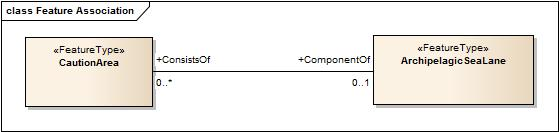 class Feature Association
«FeatureType»
CautionArea
+ConsistsOf
0..*
+ComponentOf
0..1
«FeatureType»
ArchipelagicSeaLane